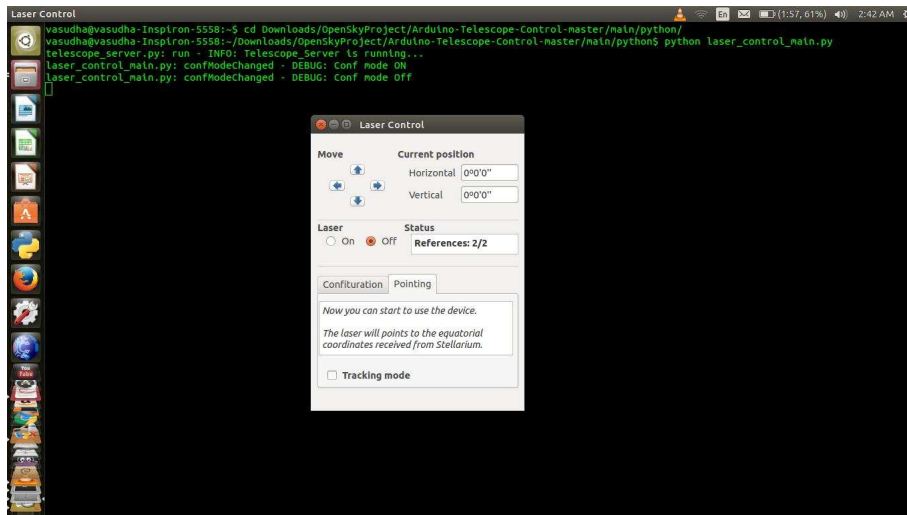 Laser Control
En
(1:57, 61%)
2:42 AM
vasudha@vasudha-Inspiron-5558:~$ cd Downloads/OpenSkyProject/Arduino-Telescope-Control-master/main/python/
vasudha@vasudha-Inspiron-5558:~/Downloads/OpenSkyProject/Arduino-Telescope-Control-master/main/python$ python laser_control_main.py
telescope_server.py: run - INFO: Telescope_Server is running...
laser_control_main.py: confModeChanged - DEBUG: Conf mode ON
laser_control_main.py: confModeChanged - DEBUG: Conf mode Off
Laser Control
Move
Current position
Horizontal 0º0'0''
Vertical 0º0'0''
Laser
Status
On Off
References: 2/2
Confituration Pointing
Now you can start to use the device.
The laser will points to the equatorial
coordinates received from Stellarium.
Tracking mode
You
Tube